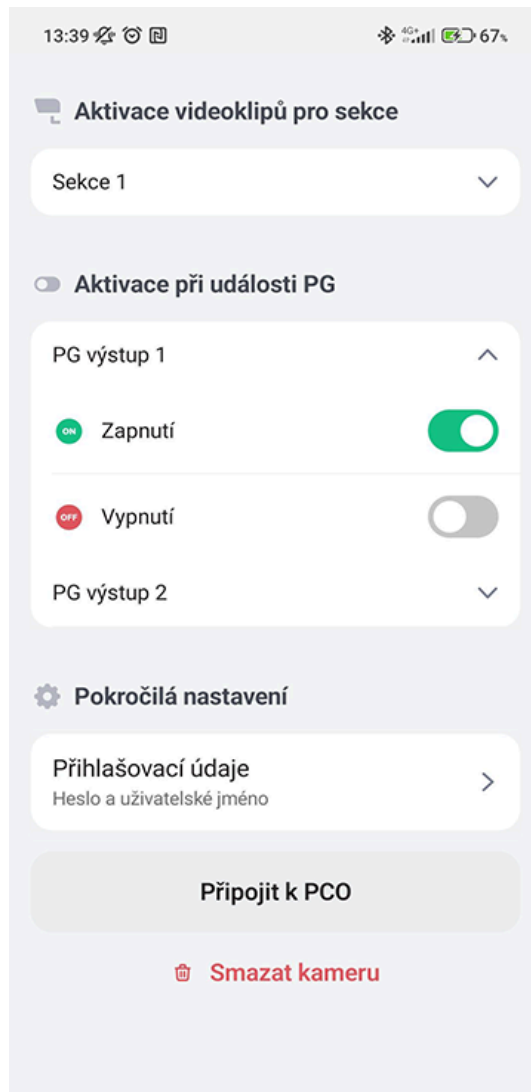 13:39 4G+ 67%
Aktivace videoklipů pro sekce
Sekce 1
Aktivace při události PG
PG výstup 1
ON Zapnutí
OFF Vypnutí
PG výstup 2
Pokročilá nastavení
Přihlašovací údaje
Heslo a uživatelské jméno
Připojit k PCO
Smazat kameru